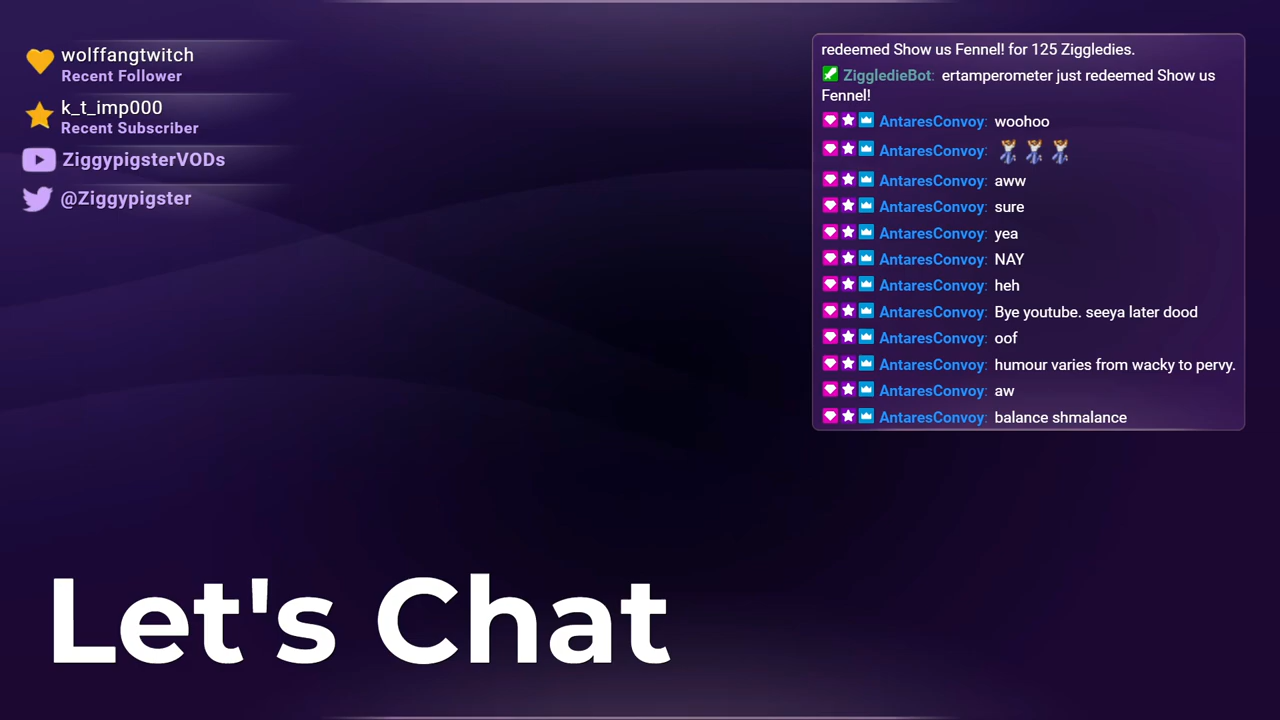 wolffangtwitch
Recent Follower
k_t_imp000
Recent Subscriber
ZiggypigsterVODs
@Ziggypigster
redeemed Show us Fennel! for 125 Ziggledies.
ZiggledieBot: ertamperometer just redeemed Show us
Fennel!
AntaresConvoy: woohoo
AntaresConvoy:
AntaresConvoy: aww
AntaresConvoy: sure
AntaresConvoy: yea
AntaresConvoy: NAY
AntaresConvoy: heh
AntaresConvoy: Bye youtube. seeya later dood
AntaresConvoy: oof
AntaresConvoy: humour varies from wacky to pervy.
AntaresConvoy: aw
AntaresConvoy: balance shmalance
Let's Chat